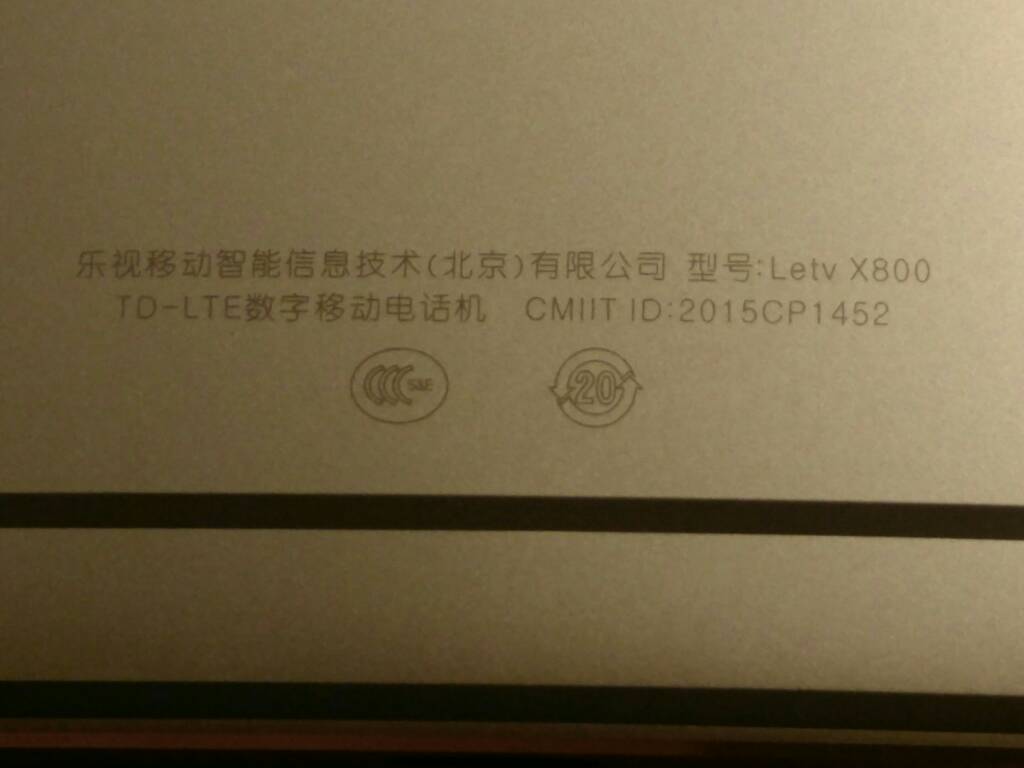 乐视移动智能信息技术(北京)有限公司 型号:Letv X800
TD-LTE数字移动电话机 CMIIT ID:2015CP1452
CCC S&E 20